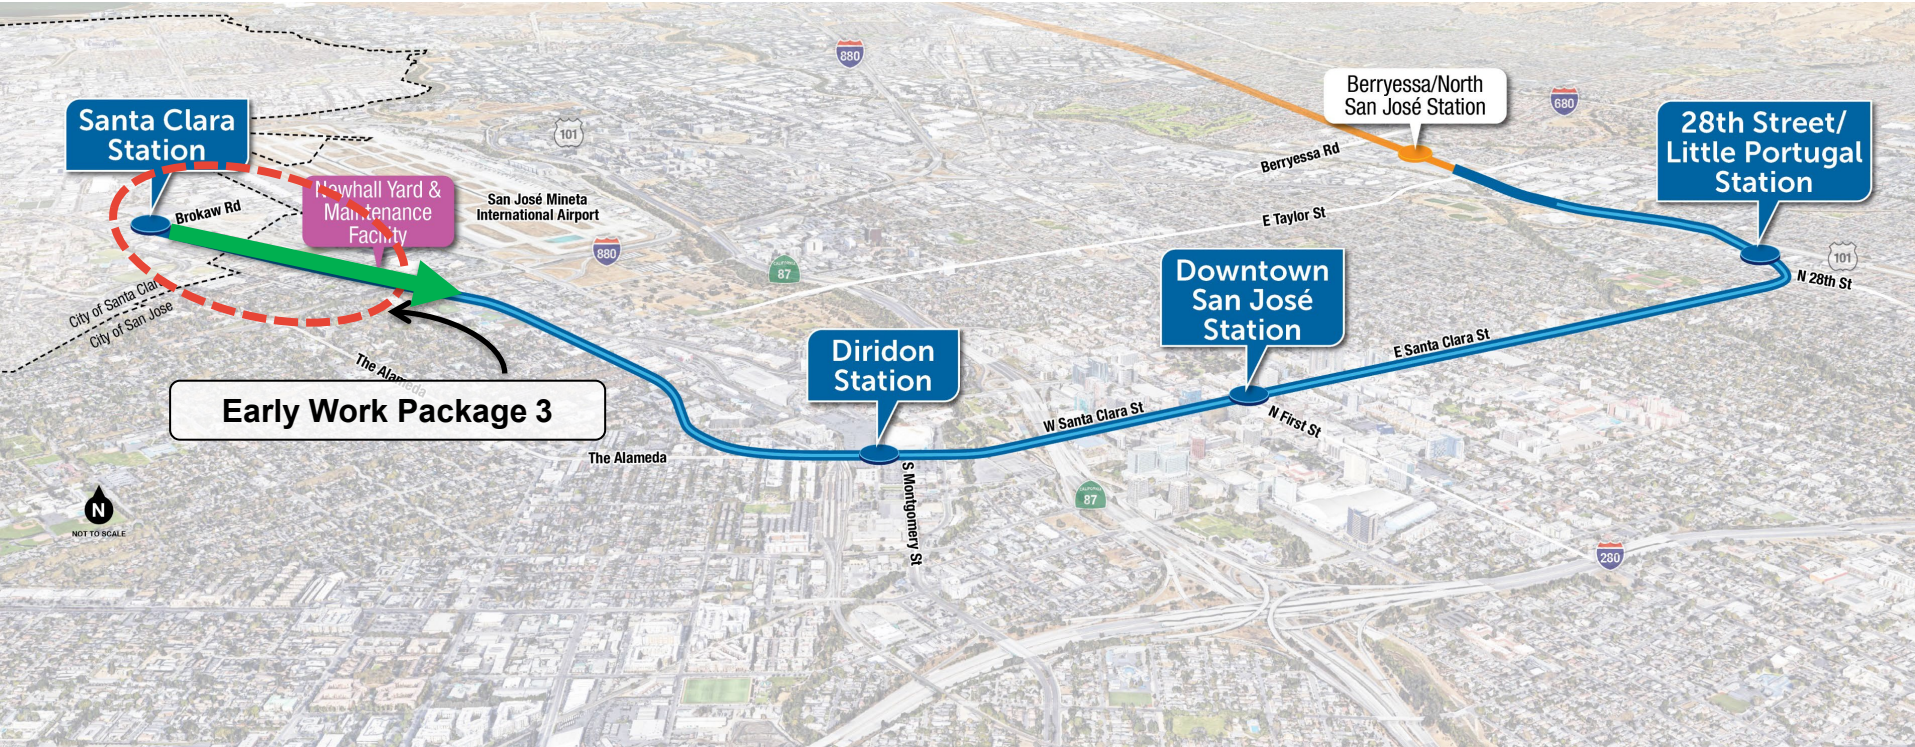 880
Berryessa/North
San José Station
680
Santa Clara
Station
28th Street/
Little Portugal
Station
101
Berryessa Rd
Newhall Yard &
Maintenance
Facility
San José Mineta
International Airport
Brokaw Rd
E Taylor St
880
87
101
N 28th St
Downtown
San José
Station
City of Santa Clara
City of San Jose
Diridon
Station
E Santa Clara St
The Alameda
Early Work Package 3
W Santa Clara St
N First St
The Alameda
S Montgomery St
CALIFORNIA
87
N
NOT TO SCALE
280